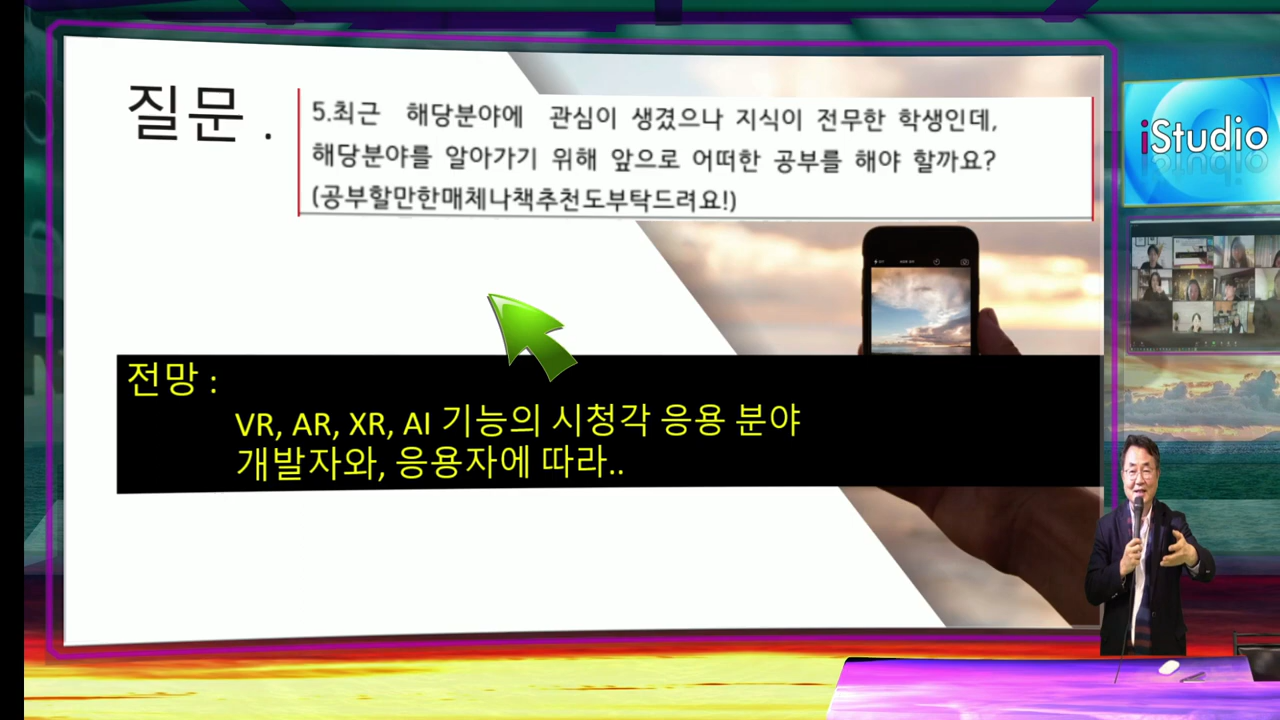 질문 .
5.최근 해당분야에 관심이 생겼으나 지식이 전무한 학생인데,
해당분야를 알아가기 위해 앞으로 어떠한 공부를 해야 할까요?
(공부할만한매체나책추천도부탁드려요!)
전망 :
VR, AR, XR, AI 기능의 시청각 응용 분야
개발자와, 응용자에 따라..
iStudio